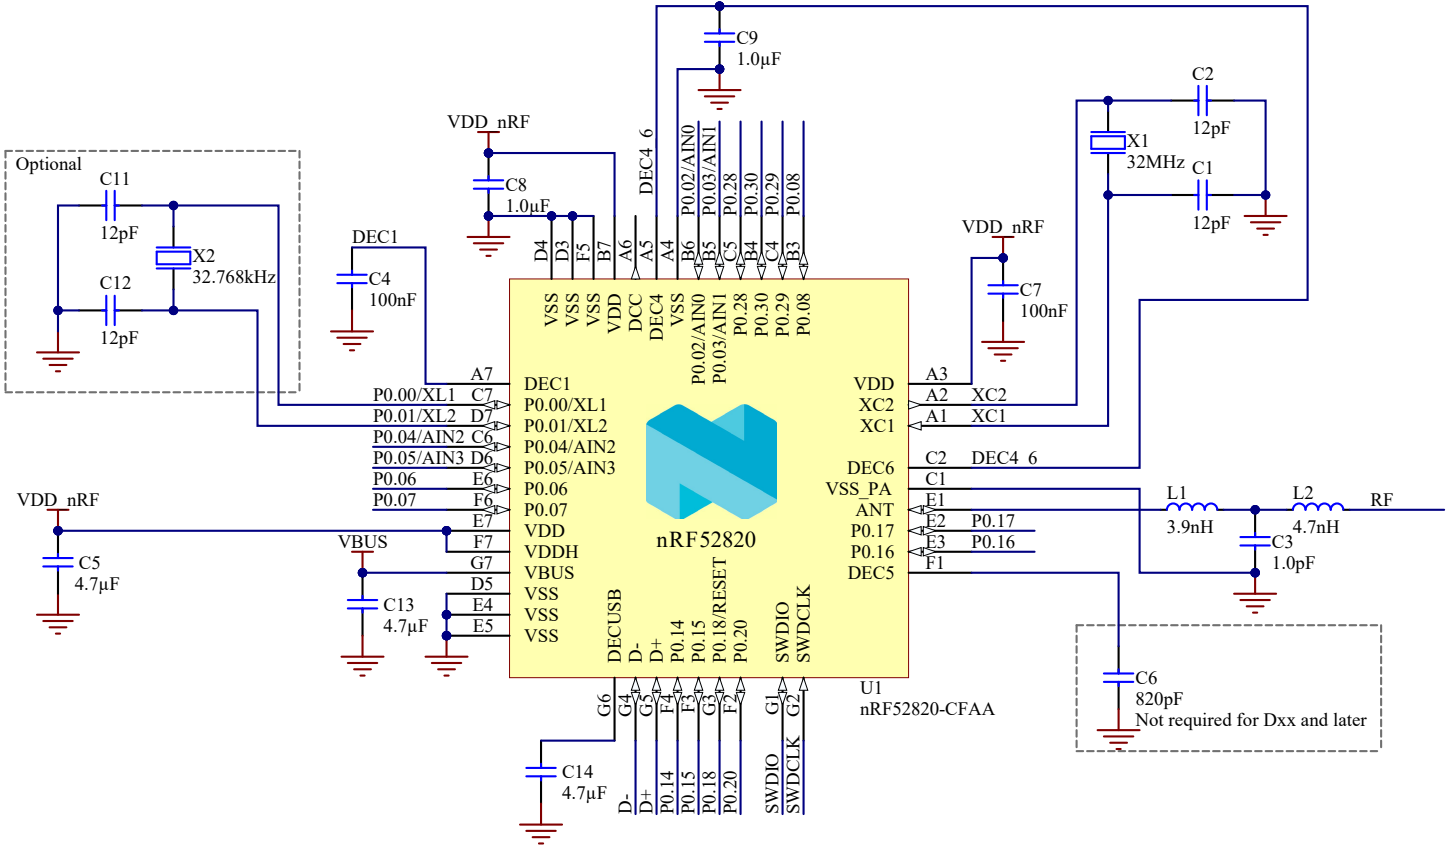 C9
1.0µF
C2
12pF
X1
32MHz
C1
12pF
VDD_nRF
C8
1.0µF
DEC4_6
P0.02/AIN0
P0.03/AIN1
P0.28
P0.30
P0.29
P0.08
Optional
C11
12pF
X2
32.768kHz
C12
12pF
DEC1
C4
100nF
VDD_nRF
C7
100nF
D4
D3
F5
B7
A6
A5
A4
B6
B5
C5
B4
C4
B3
VSS
VSS
VSS
VDD
DCC
DEC4
VSS
P0.02/AIN0
P0.03/AIN1
P0.28
P0.30
P0.29
P0.08
A7
DEC1
P0.00/XL1
C7
P0.00/XL1
P0.01/XL2
D7
P0.01/XL2
P0.04/AIN2
C6
P0.04/AIN2
P0.05/AIN3
D6
P0.05/AIN3
P0.06
E6
P0.06
P0.07
F6
P0.07
E7
VDD
F7
VDDH
G7
VBUS
D5
VSS
E4
VSS
E5
VSS
VDD_nRF
C5
4.7µF
VBUS
C13
4.7µF
nRF52820
VDD
A3
XC2
A2
XC2
XC1
A1
XC1
DEC6
C2
DEC4_6
VSS_PA
C1
ANT
E1
P0.17
E2
P0.17
P0.16
E3
P0.16
DEC5
F1
L1
3.9nH
L2
4.7nH
RF
C3
1.0pF
C6
820pF
Not required for Dxx and later
DECUSB
D-
D+
P0.14
P0.15
P0.18/RESET
P0.20
SWDIO
SWDCLK
G6
G4
G5
F4
F3
G3
F2
G1
G2
U1
nRF52820-CFAA
C14
4.7µF
D-
D+
P0.14
P0.15
P0.18
P0.20
SWDIO
SWDCLK